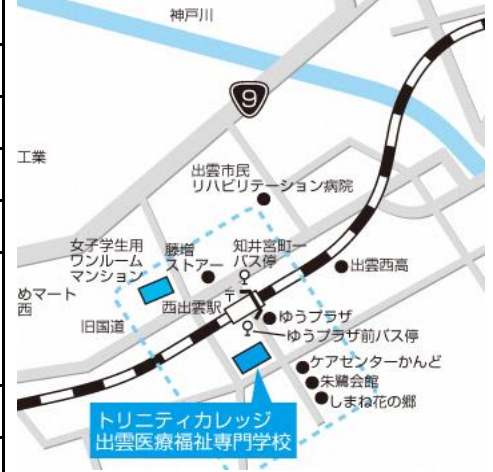 神戸川
9
工業
出雲市民
リハビリテーション病院
女子学生用
ワンルーム
マンション
藤増
ストアー
知井宮町一
バス停
出雲西高
めマート
西
西出雲駅
〒
旧国道
ゆうプラザ
ゆうプラザ前バス停
ケアセンターかんど
朱鷺会館
しまね花の郷
トリニティカレッジ
出雲医療福祉専門学校